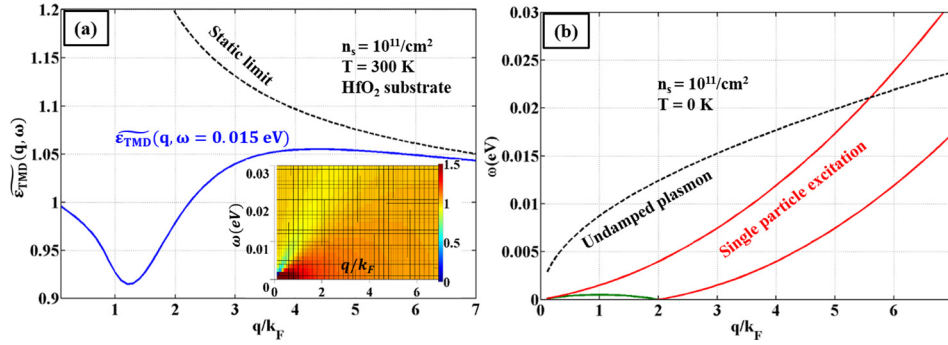 (a)
1.2
1.15
1.1
1.05
1
0.95
0.9
ε̃_TMD(q, ω)
Static limit
n_s = 10^11/cm^2
T = 300 K
HfO_2 substrate
ε̃_TMD(q, ω = 0.015 eV)
0.03
0.02
0.01
0
ω(eV)
q/k_F
0 2 4 6 8
1.5
1
0.5
0
1 2 3 4 5 6 7
q/k_F
(b)
0.03
0.025
0.02
0.015
0.01
0.005
0
ω(eV)
n_s = 10^11/cm^2
T = 0 K
Undamped plasmon
Single particle excitation
0 1 2 3 4 5 6
q/k_F